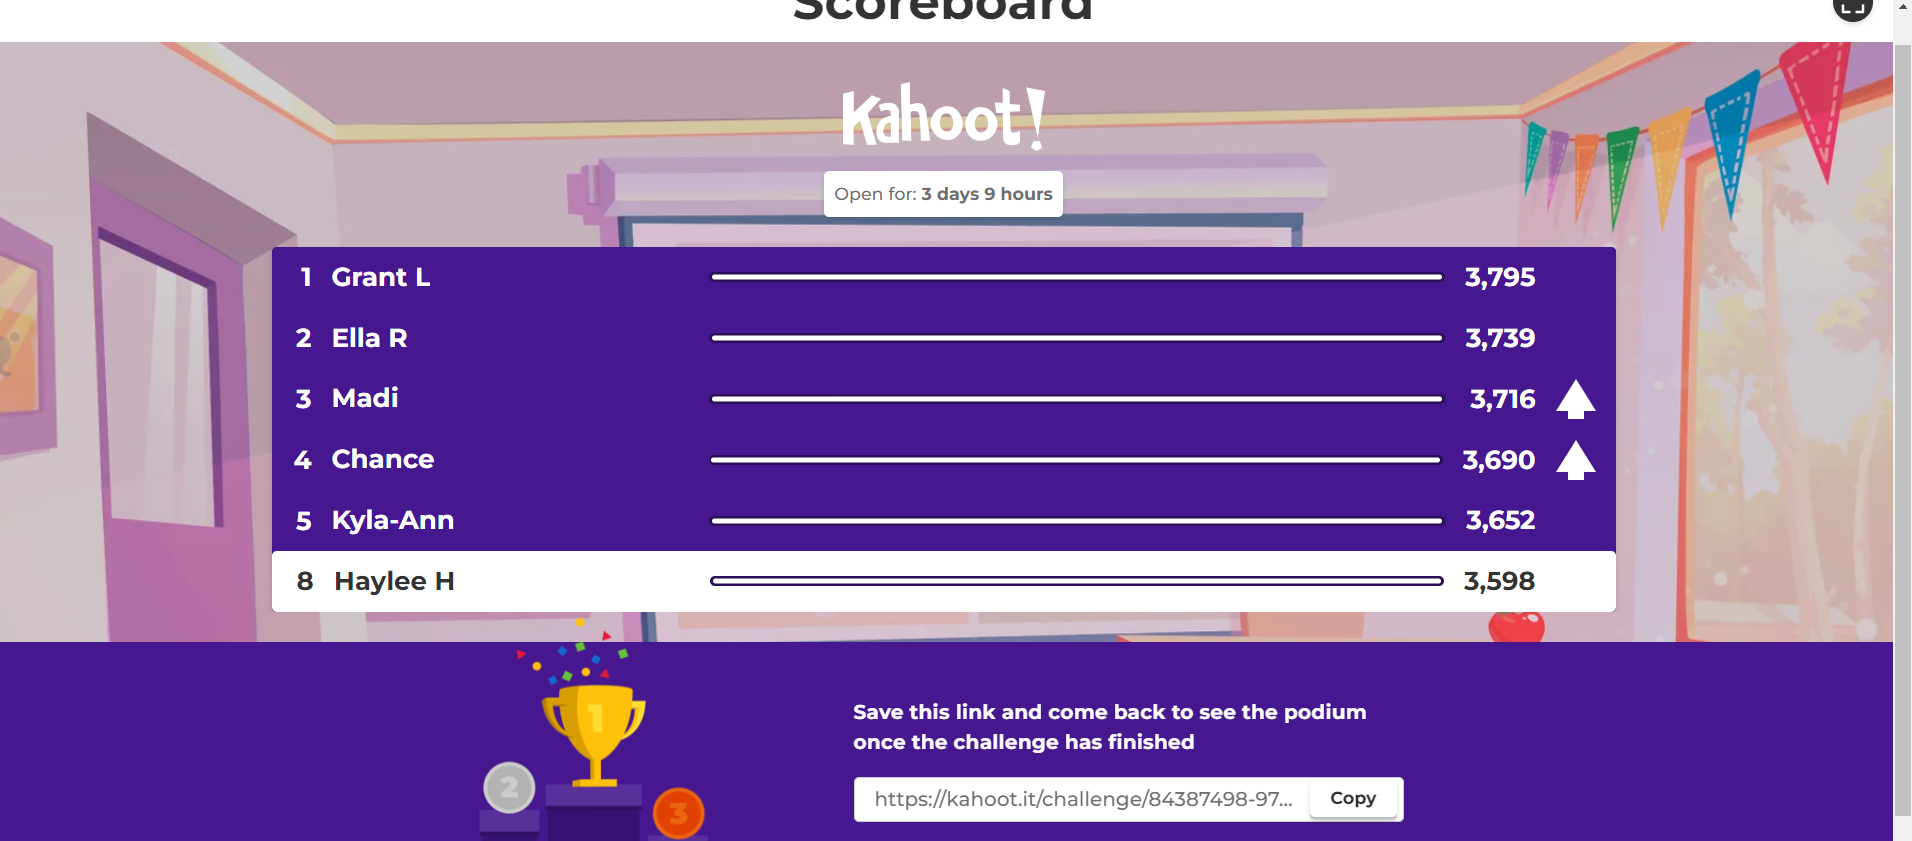 Scoreboard
Kahoot!
Open for: 3 days 9 hours
1 Grant L 3,795
2 Ella R 3,739
3 Madi 3,716
4 Chance 3,690
5 Kyla-Ann 3,652
8 Haylee H 3,598
1
2
3
Save this link and come back to see the podium
once the challenge has finished
https://kahoot.it/challenge/84387498-97... Copy